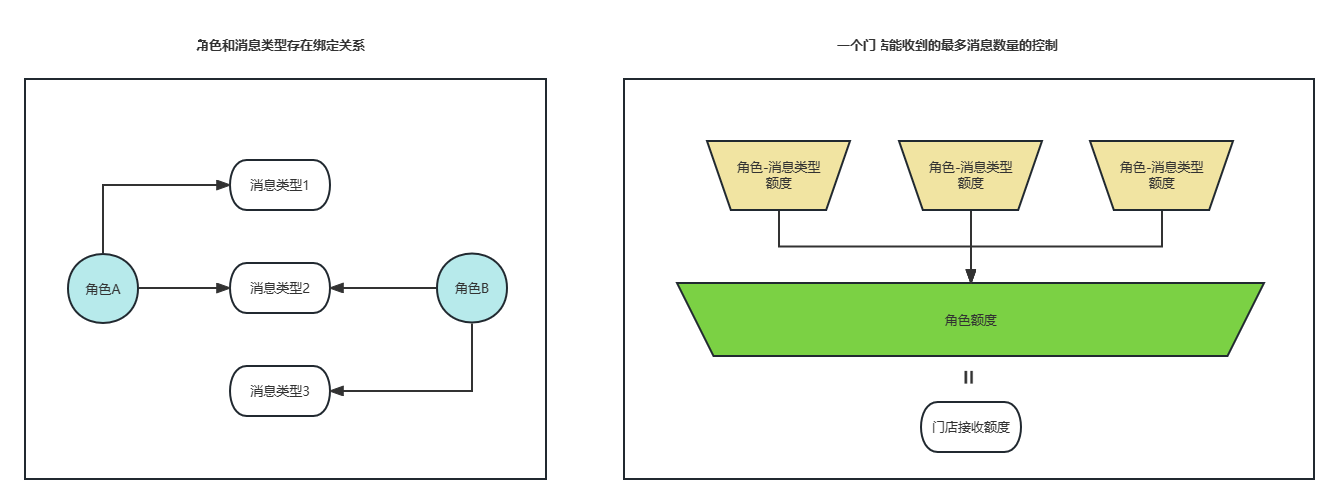 角色和消息类型存在绑定关系
消息类型1
角色A
消息类型2
角色B
消息类型3
一个门店能收到的最多消息数量的控制
角色-消息类型
额度
角色-消息类型
额度
角色-消息类型
额度
角色额度
=
门店接收额度